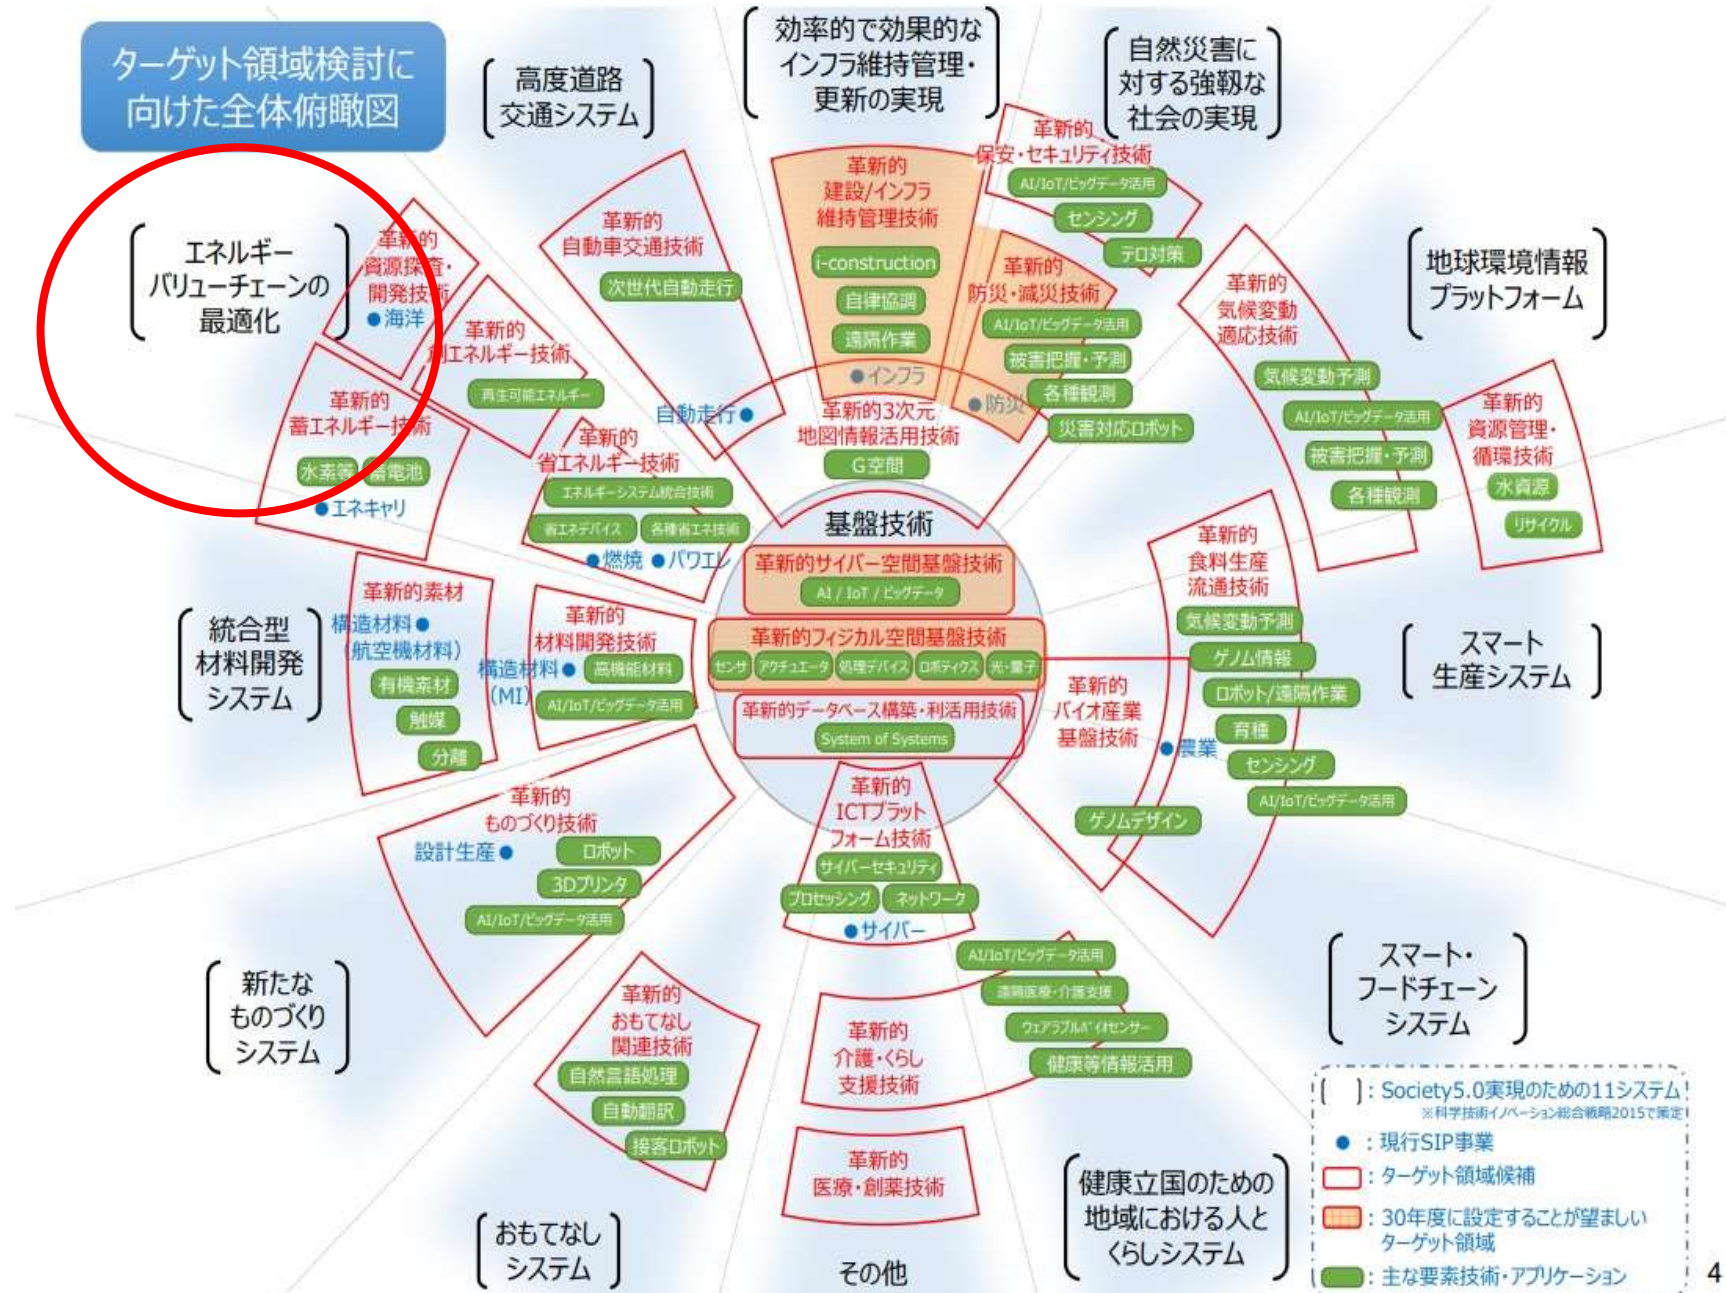 ターゲット領域検討に
向けた全体俯瞰図
高度道路
交通システム
効率的で効果的な
インフラ維持管理・
更新の実現
自然災害に
対する強靱な
社会の実現
エネルギー
バリューチェーンの
最適化
革新的
資源探査・
開発技術
●海洋
革新的
創エネルギー技術
再生可能エネルギー
革新的
蓄エネルギー技術
水素等
蓄電池
●エネキャリ
革新的
省エネルギー技術
エネルギーシステム統合技術
省エネデバイス
各種省エネ技術
●燃焼 ●パワエレ
革新的
自動車交通技術
次世代自動走行
自動走行●
革新的
建設/インフラ
維持管理技術
i-construction
自律協調
遠隔作業
●インフラ
革新的3次元
地図情報活用技術
G空間
革新的
保安・セキュリティ技術
AI/IoT/ビッグデータ活用
センシング
テロ対策
革新的
防災・減災技術
AI/IoT/ビッグデータ活用
被害把握・予測
各種観測
災害対応ロボット
●防災
革新的
気候変動
適応技術
気候変動予測
AI/IoT/ビッグデータ活用
被害把握・予測
各種観測
地球環境情報
プラットフォーム
革新的
資源管理・
循環技術
水資源
リサイクル
基盤技術
革新的サイバー空間基盤技術
AI / IoT / ビッグデータ
革新的フィジカル空間基盤技術
センサ
アクチュエータ
処理デバイス
ロボティクス
光・量子
革新的データベース構築・利活用技術
System of Systems
統合型
材料開発
システム
革新的素材
構造材料●
(航空機材料)
有機素材
触媒
分離
革新的
材料開発技術
構造材料●
(MI)
高機能材料
AI/IoT/ビッグデータ活用
革新的
食料生産
流通技術
気候変動予測
ゲノム情報
ロボット/遠隔作業
育種
センシング
AI/IoT/ビッグデータ活用
●農業
スマート
生産システム
革新的
バイオ産業
基盤技術
ゲノムデザイン
革新的
ものづくり技術
設計生産●
ロボット
3Dプリンタ
AI/IoT/ビッグデータ活用
革新的
ICTプラット
フォーム技術
サイバーセキュリティ
プロセッシング
ネットワーク
●サイバー
新たな
ものづくり
システム
革新的
おもてなし
関連技術
自然言語処理
自動翻訳
接客ロボット
革新的
介護・くらし
支援技術
AI/IoT/ビッグデータ活用
遠隔医療・介護支援
ウェアラブルバイオセンサー
健康等情報活用
革新的
医療・創薬技術
スマート・
フードチェーン
システム
おもてなし
システム
その他
健康立国のための
地域における人と
くらしシステム
[ ]：Society5.0実現のための11システム
※科学技術イノベーション総合戦略2015で策定
●：現行SIP事業
：ターゲット領域候補
：30年度に設定することが望ましい
ターゲット領域
：主な要素技術・アプリケーション
4